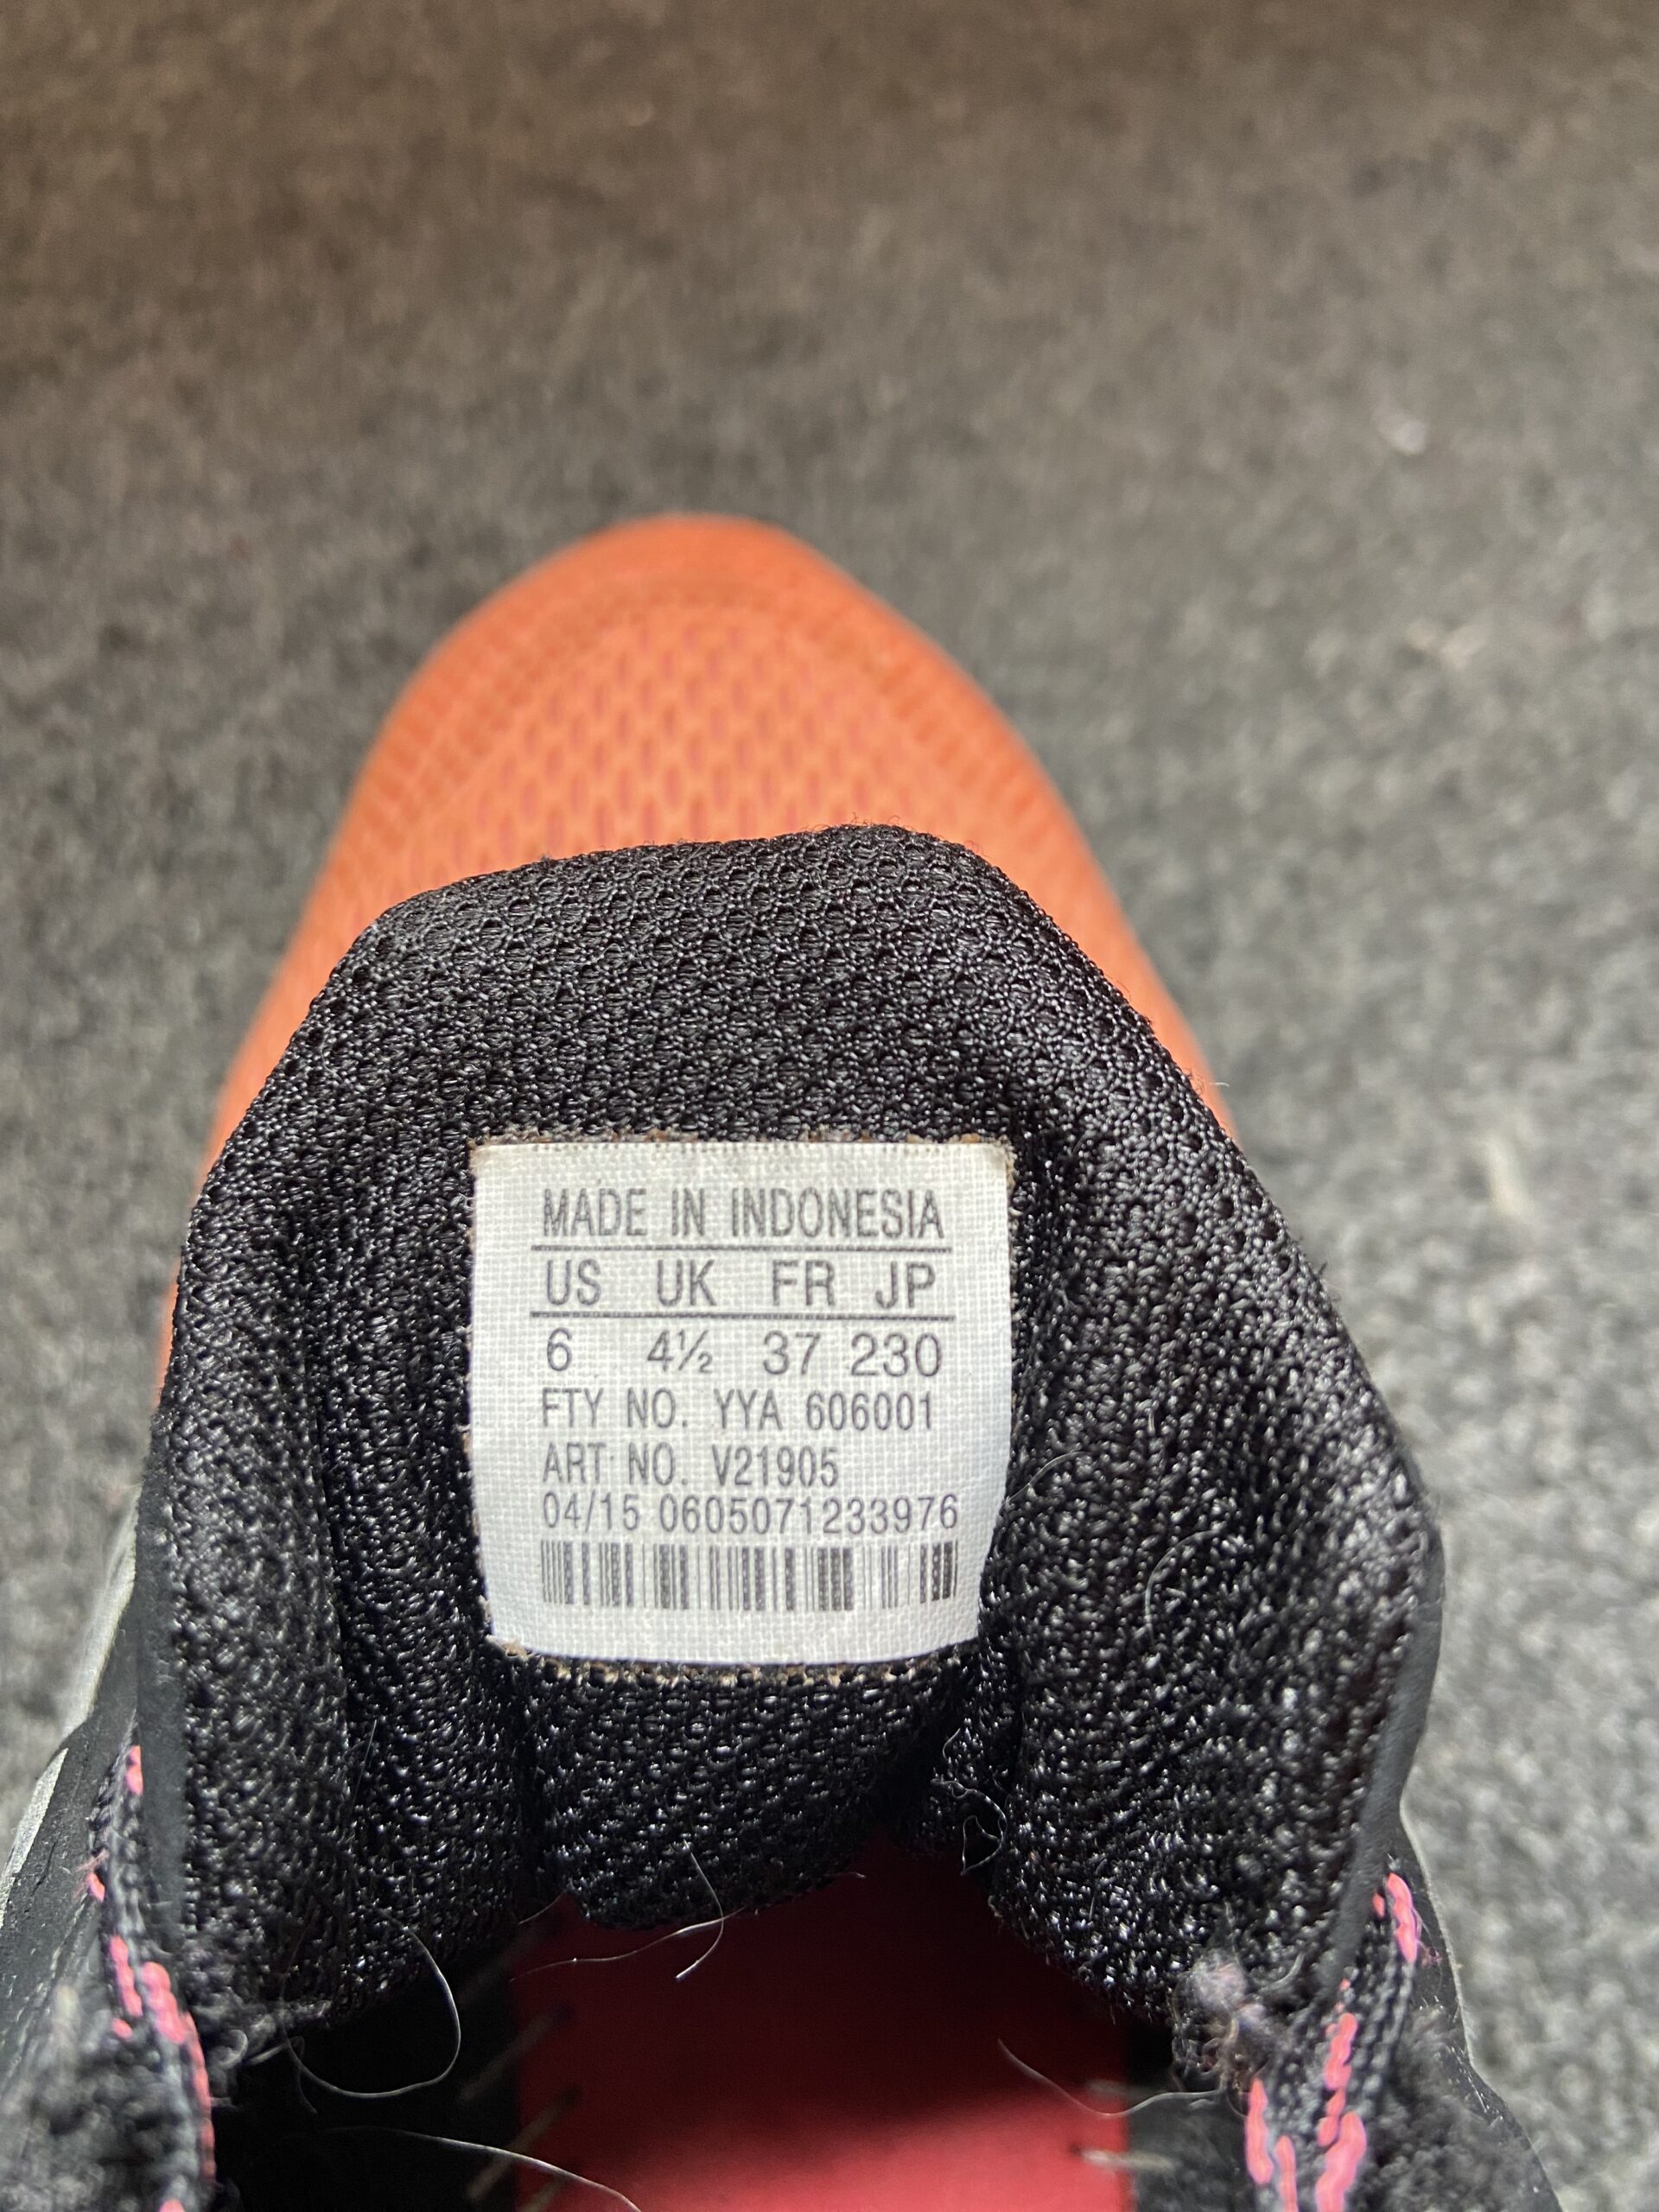 MADE IN INDONESIA
US UK FR JP
6 4½ 37 230
FTY NO. YYA 606001
ART NO. V21905
04/15 0605071233976